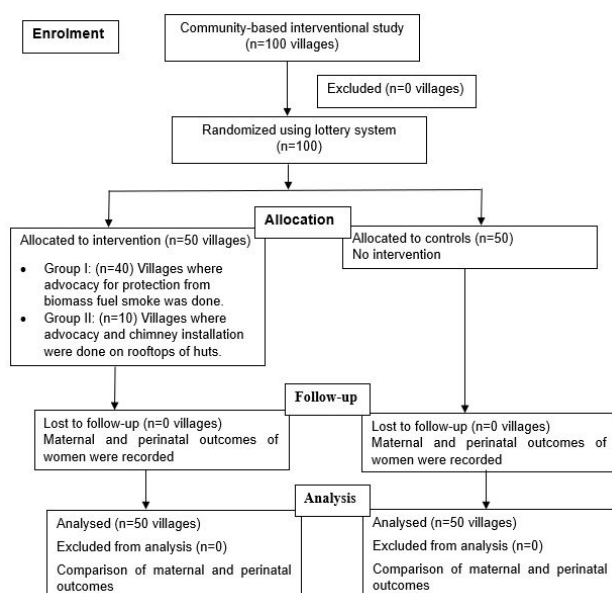 Enrolment
Community-based interventional study
(n=100 villages)
Excluded (n=0 villages)
Randomized using lottery system
(n=100)
Allocation
Allocated to intervention (n=50 villages)
• Group I: (n=40) Villages where
advocacy for protection from
biomass fuel smoke was done.
• Group II: (n=10) Villages where
advocacy and chimney installation
were done on rooftops of huts.
Allocated to controls (n=50)
No intervention
Follow-up
Lost to follow-up (n=0 villages)
Maternal and perinatal outcomes of
women were recorded
Lost to follow-up (n=0 villages)
Maternal and perinatal outcomes of
women were recorded
Analysis
Analysed (n=50 villages)
Excluded from analysis (n=0)
Comparison of maternal and perinatal
outcomes
Analysed (n=50 villages)
Excluded from analysis (n=0)
Comparison of maternal and perinatal
outcomes